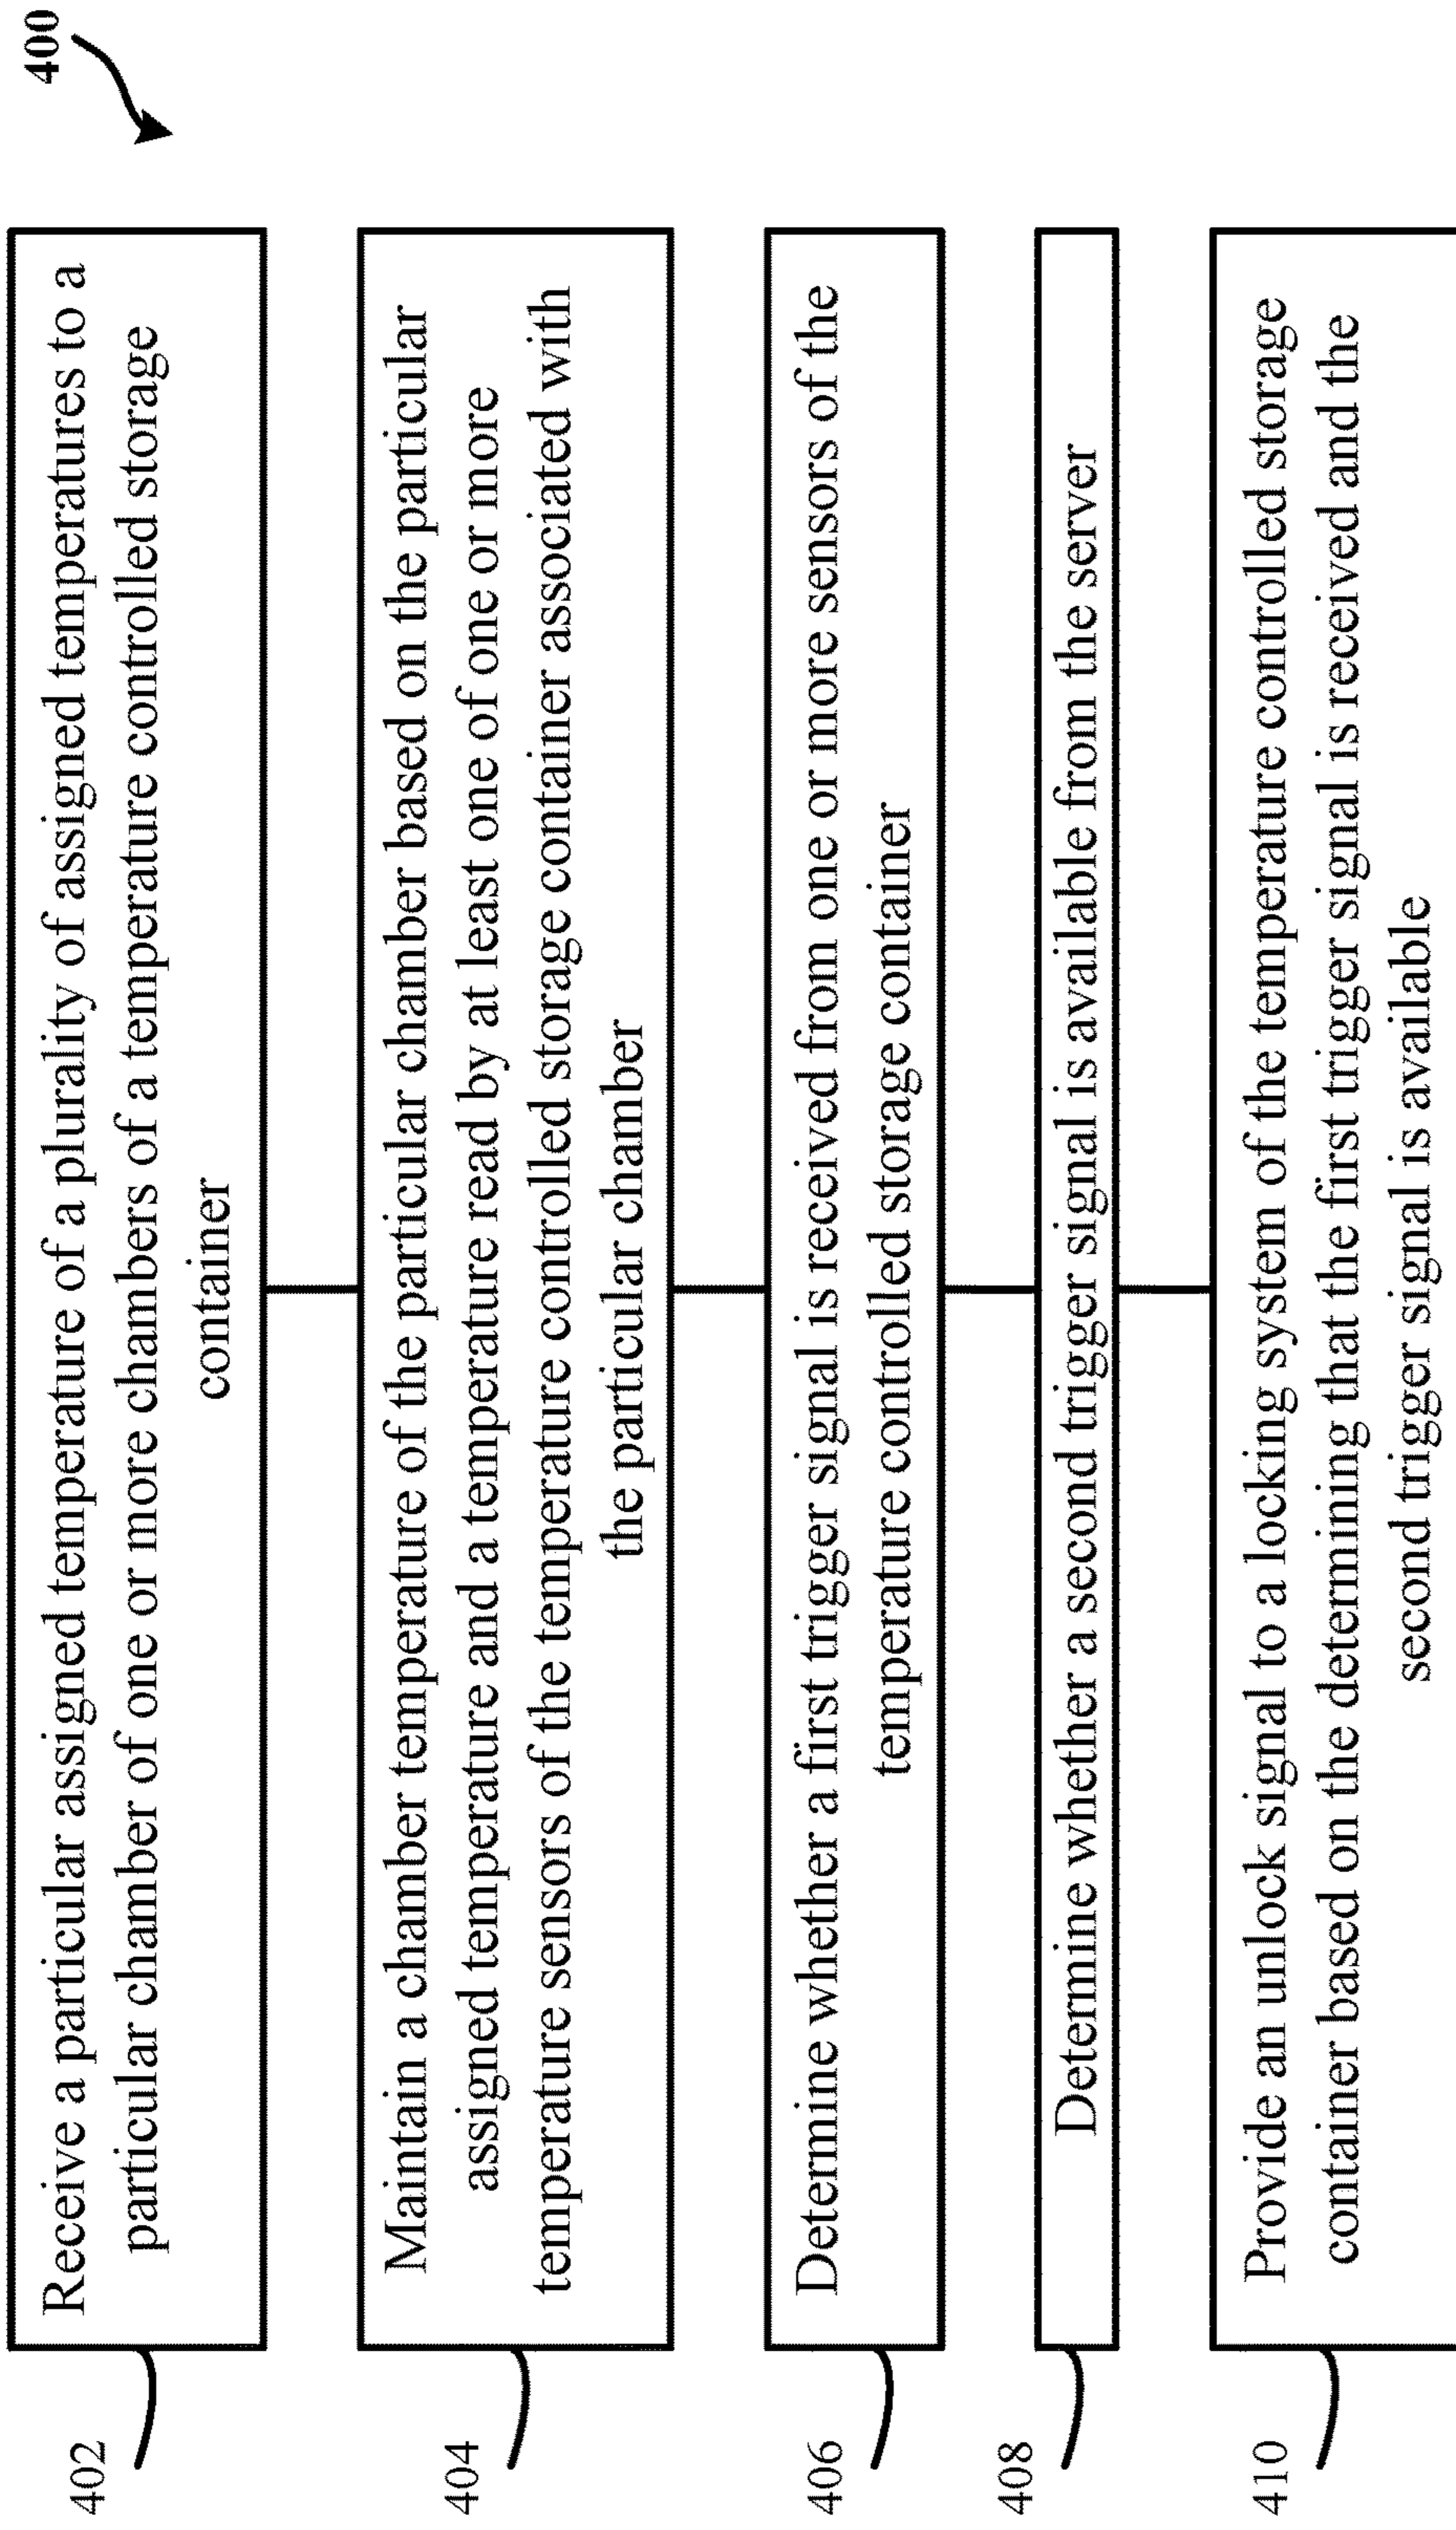 400
402
Receive a particular assigned temperature of a plurality of assigned temperatures to a
particular chamber of one or more chambers of a temperature controlled storage
container
404
Maintain a chamber temperature of the particular chamber based on the particular
assigned temperature and a temperature read by at least one of one or more
temperature sensors of the temperature controlled storage container associated with
the particular chamber
406
Determine whether a first trigger signal is received from one or more sensors of the
temperature controlled storage container
408
Determine whether a second trigger signal is available from the server
410
Provide an unlock signal to a locking system of the temperature controlled storage
container based on the determining that the first trigger signal is received and the
second trigger signal is available